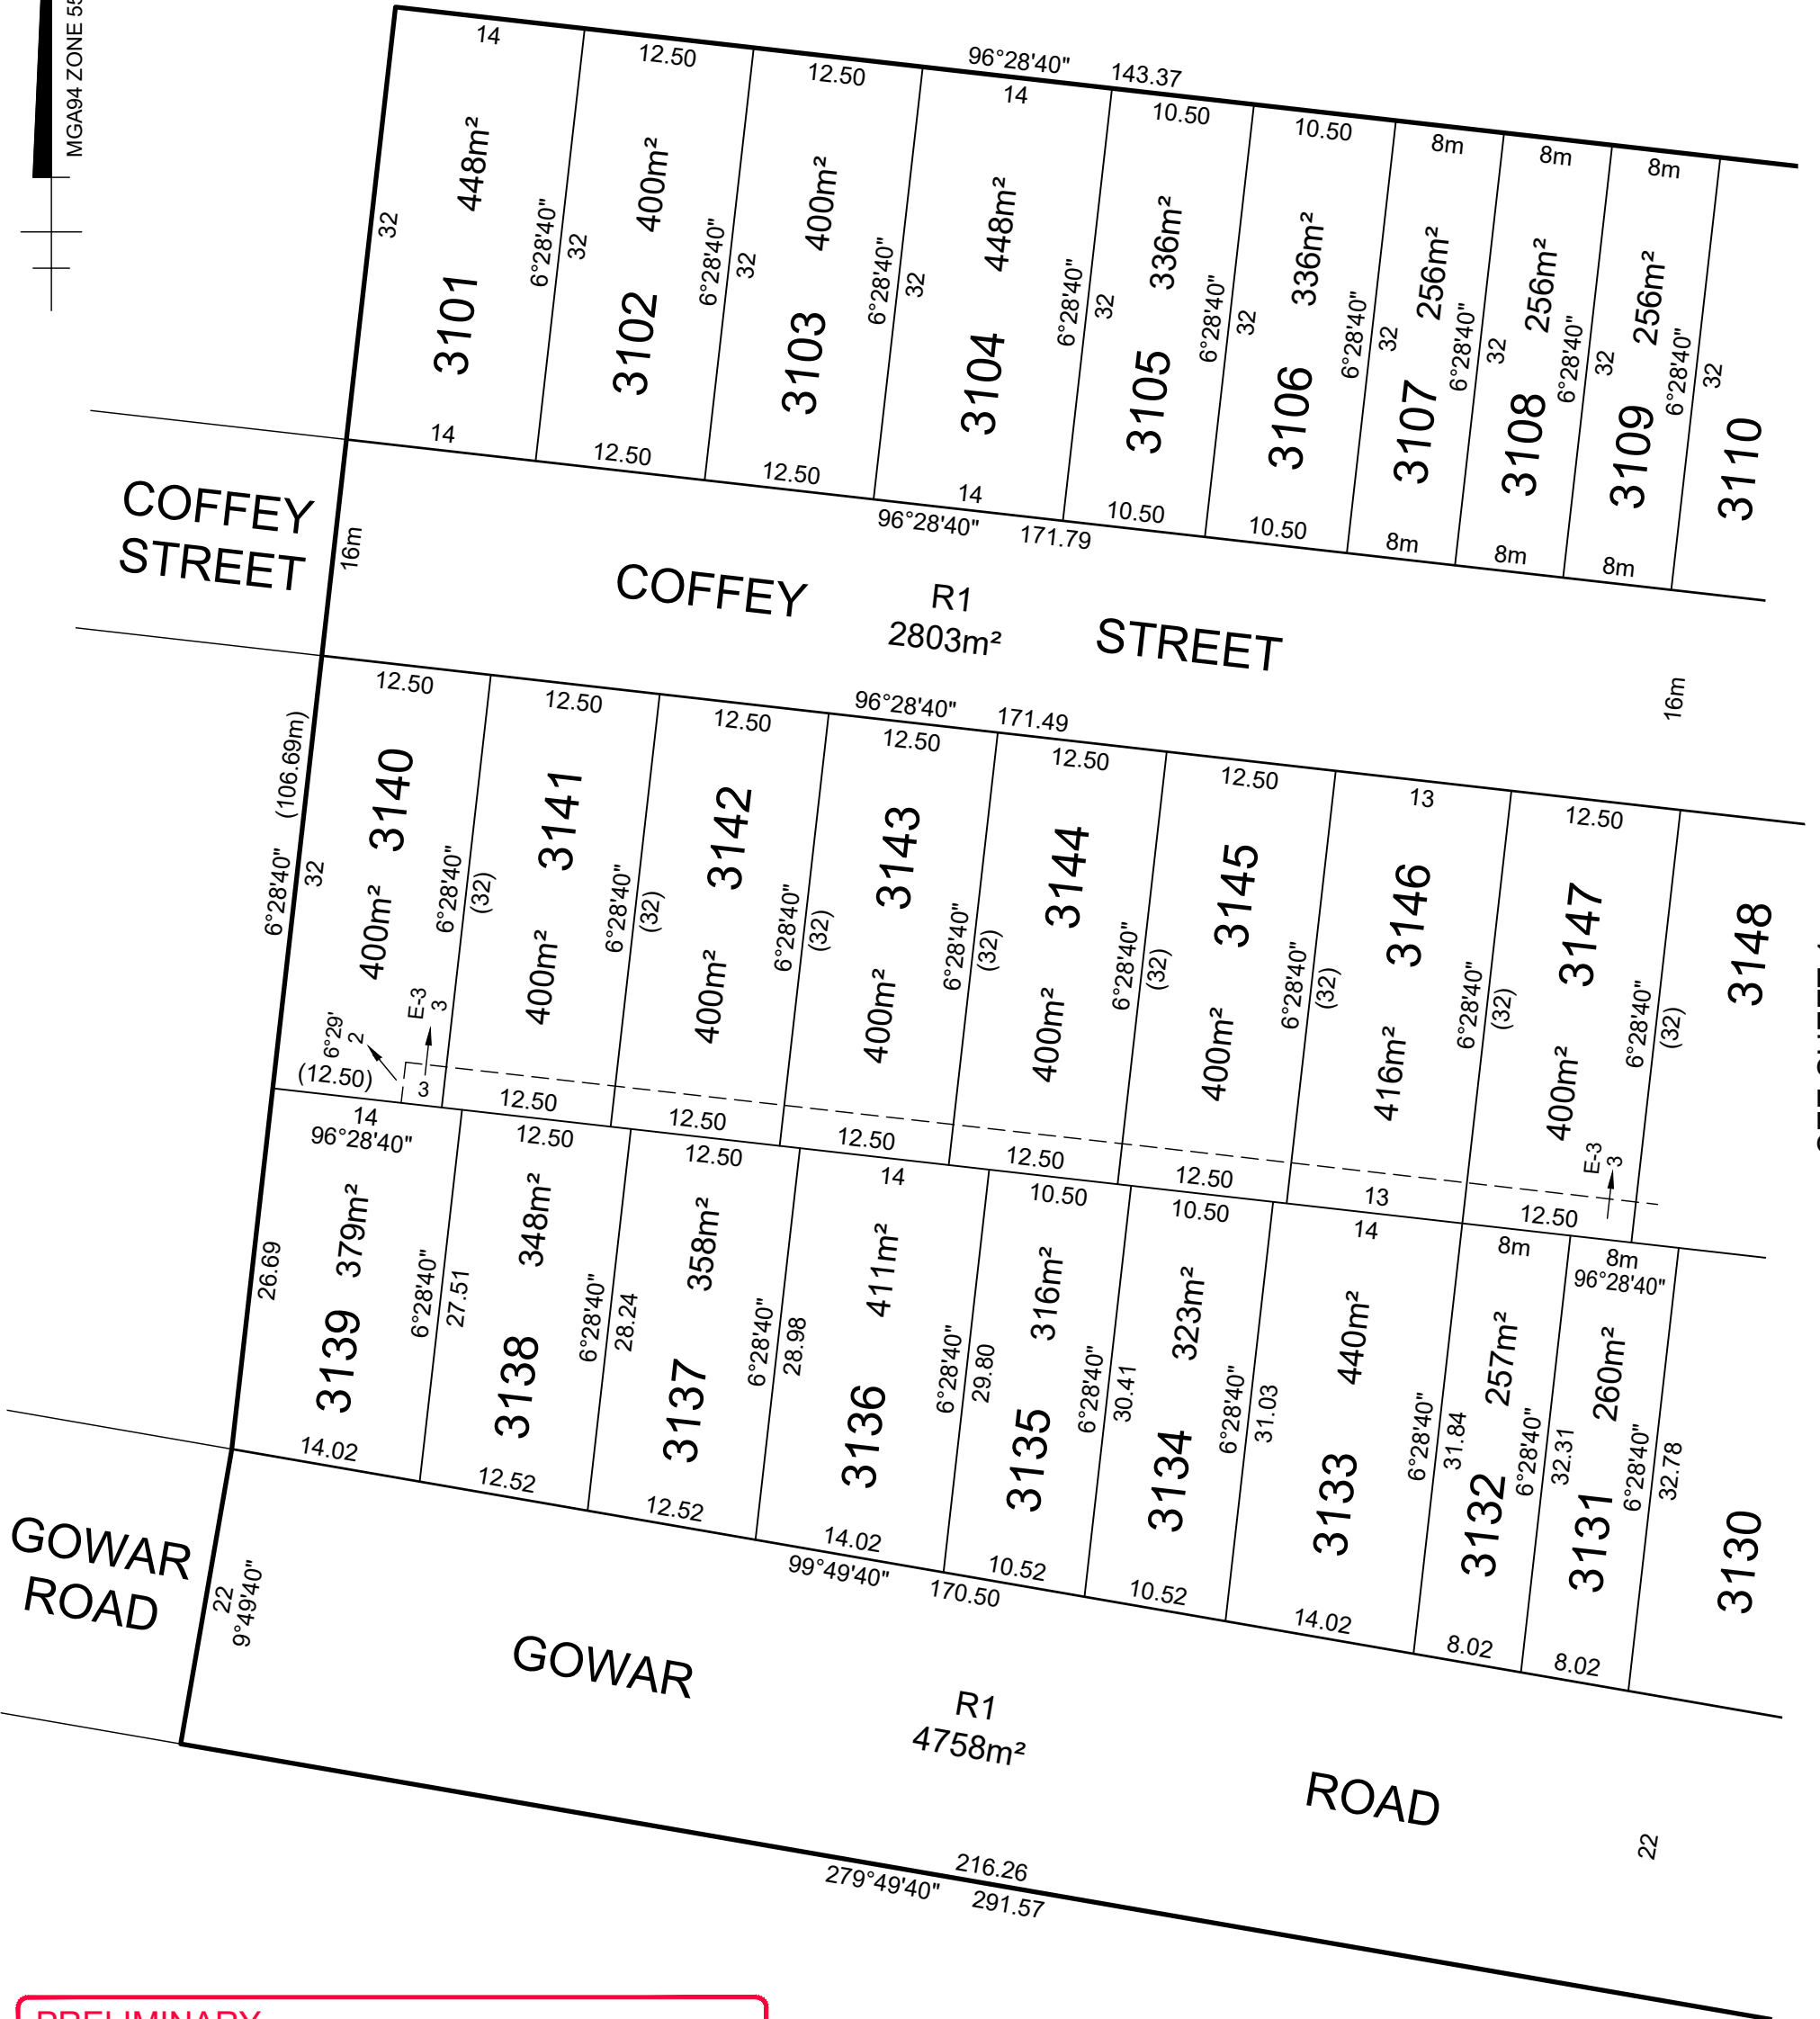 MGA94 ZONE 55
14
12.50
12.50
96°28'40" 143.37
14
10.50
10.50
8m
8m
8m
3101 448m²
32
6°28'40"
32
3102 400m²
6°28'40"
32
3103 400m²
6°28'40"
32
3104 448m²
6°28'40"
32
3105 336m²
6°28'40"
32
3106 336m²
6°28'40"
32
3107 256m²
6°28'40"
32
3108 256m²
6°28'40"
32
3109 256m²
6°28'40"
32
3110
14
12.50
12.50
14
10.50
10.50
8m
8m
8m
96°28'40" 171.79
COFFEY
STREET
16m
COFFEY STREET
R1
2803m²
16m
96°28'40" 171.49
12.50
12.50
12.50
12.50
12.50
12.50
13
12.50
6°28'40" (106.69m)
32
400m² 3140
6°28'40"
(32)
400m² 3141
6°28'40"
(32)
400m² 3142
6°28'40"
(32)
400m² 3143
6°28'40"
(32)
400m² 3144
6°28'40"
(32)
400m² 3145
6°28'40"
(32)
416m² 3146
6°28'40"
(32)
400m² 3147
6°28'40"
(32)
3148
6°29'
2
E-3
3
(12.50)
3
12.50
12.50
12.50
12.50
12.50
13
12.50
E-3
3
14
96°28'40"
12.50
12.50
14
10.50
10.50
14
8m
8m
96°28'40"
26.69
3139 379m²
6°28'40"
27.51
3138 348m²
6°28'40"
28.24
3137 358m²
6°28'40"
28.98
3136 411m²
6°28'40"
29.80
3135 316m²
6°28'40"
30.41
3134 323m²
6°28'40"
31.03
3133 440m²
6°28'40"
31.84
3132 257m²
6°28'40"
32.31
3131 260m²
6°28'40"
32.78
3130
14.02
12.52
12.52
14.02
10.52
10.52
14.02
8.02
8.02
99°49'40" 170.50
GOWAR
ROAD
22
9°49'40"
GOWAR ROAD
R1
4758m²
22
216.26
279°49'40" 291.57
PRELIMINARY